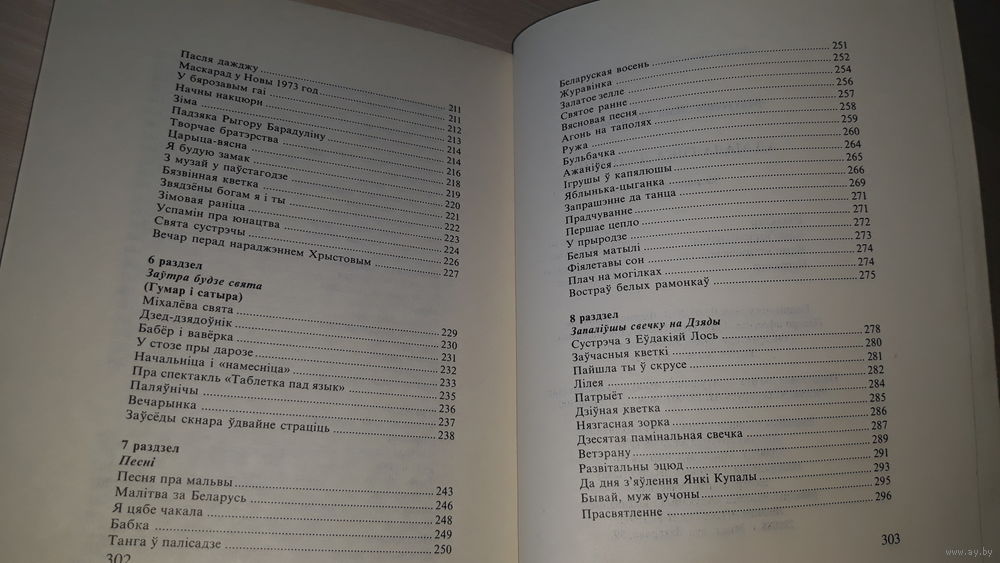 Пасля дажджу 211
Маскарад у Новы 1973 год 211
У бярозавым гаі 212
Начны накцюрн 213
Зіма 214
Падзяка Рыгору Барадуліну 214
Творчае братэрства 216
Царыца-вясна 218
Я будую замак 219
З музай у паўстагодзе 220
Бязвінная кветка 221
Звядзёны богам я і ты 222
Зімовая раніца 223
Успамін пра юнацтва 224
Свята сустрэчы 226
Вечар перад нараджэннем Хрыстовым 227
6 раздзел
Заўтра будзе свята
(Гумар і сатыра)
Міхалёва свята 229
Дзед-дзядоўнік 230
Бабёр і вавёрка 231
У стозе пры дарозе 232
Начальніца і «намесніца» 233
Пра спектакль «Таблетка пад язык» 235
Паляўнічы 236
Вечарынка 237
Заўсёды скнара ўдвайне страціць 238
7 раздзел
Песні
Песня пра мальвы 243
Малітва за Беларусь 246
Я цябе чакала 248
Бабка 249
Танга ў палісадзе 250
302
Беларуская восень 251
Журавінка 252
Залатое зелле 254
Святое ранне 256
Вясновая песня 257
Агонь на таполях 258
Ружа 259
Бульбачка 260
Ажаніўся 264
Ігрушы ў капялюшы 265
Яблынька-цыганка 266
Запрашэнне да танца 269
Прадчуванне 271
Першае цепло 271
У прыродзе 272
Белыя матылі 273
Фіялетавы сон 274
Плач на могілках 274
Востраў белых рамонкаў 275
8 раздзел
Запаліўшы свечку на Дзяды
Сустрэча з Еўдакіяй Лось 278
Заўчасныя кветкі 280
Пайшла ты ў скрусе 281
Лілея 282
Патрыёт 284
Дзіўная кветка 285
Нязгасная зорка 286
Дзесятая памінальная свечка 287
Ветэрану 289
Развітальны эцюд 291
Да дня з'яўлення Янкі Купалы 293
Бывай, муж вучоны 295
Прасвятленне 296
303
www.ay.by